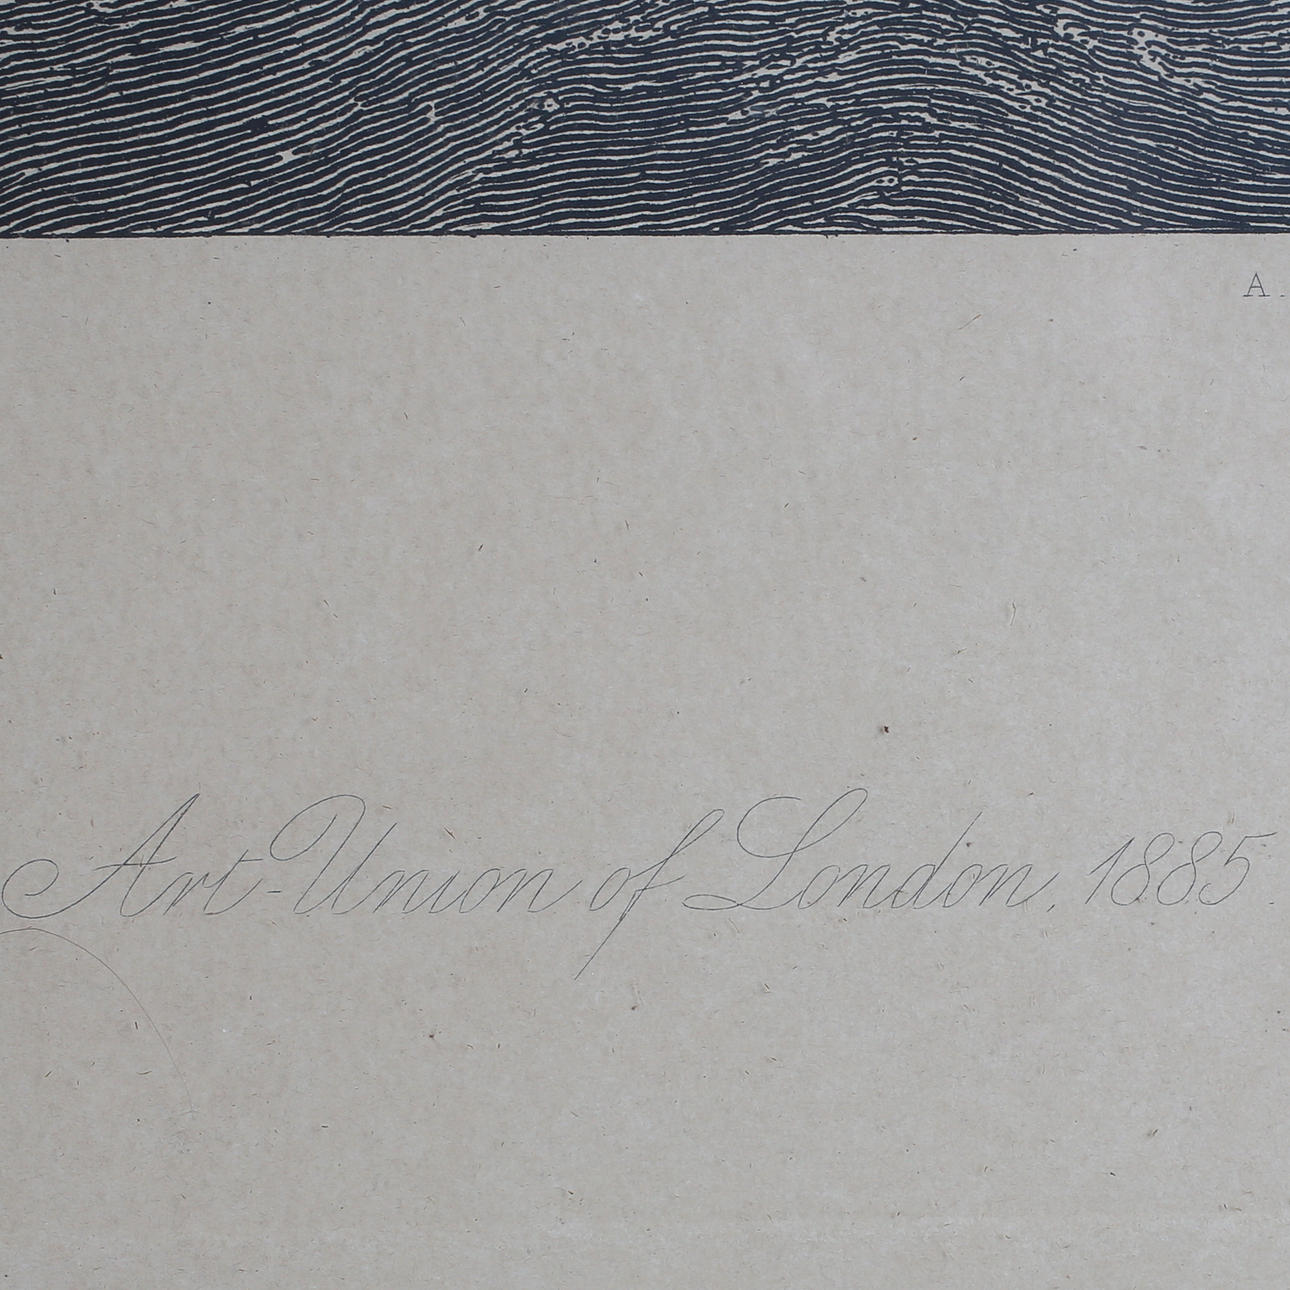 A.
Art-Union of London, 1885.